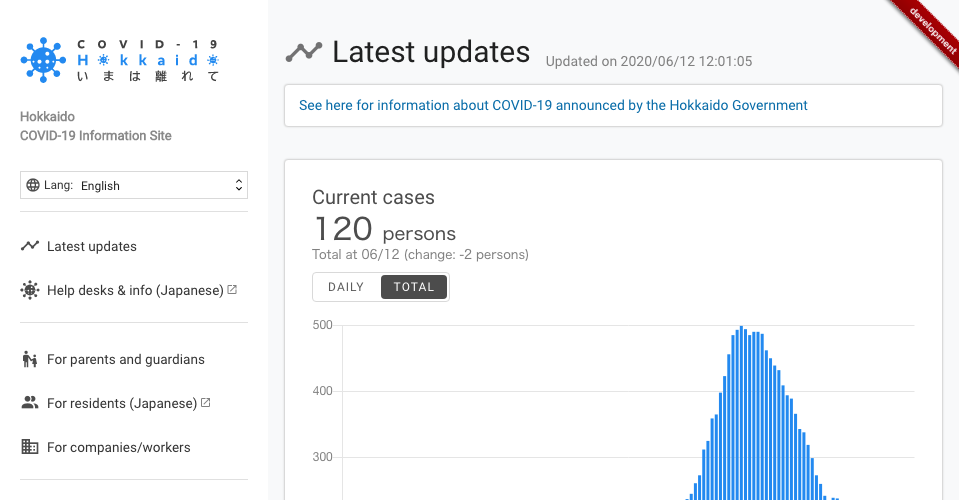 COVID-19
Hokkaido
いまは離れて
Hokkaido
COVID-19 Information Site
Lang: English
Latest updates
Help desks & info (Japanese)
For parents and guardians
For residents (Japanese)
For companies/workers
development
Latest updates Updated on 2020/06/12 12:01:05
See here for information about COVID-19 announced by the Hokkaido Government
Current cases
120 persons
Total at 06/12 (change: -2 persons)
DAILY TOTAL
500
400
300